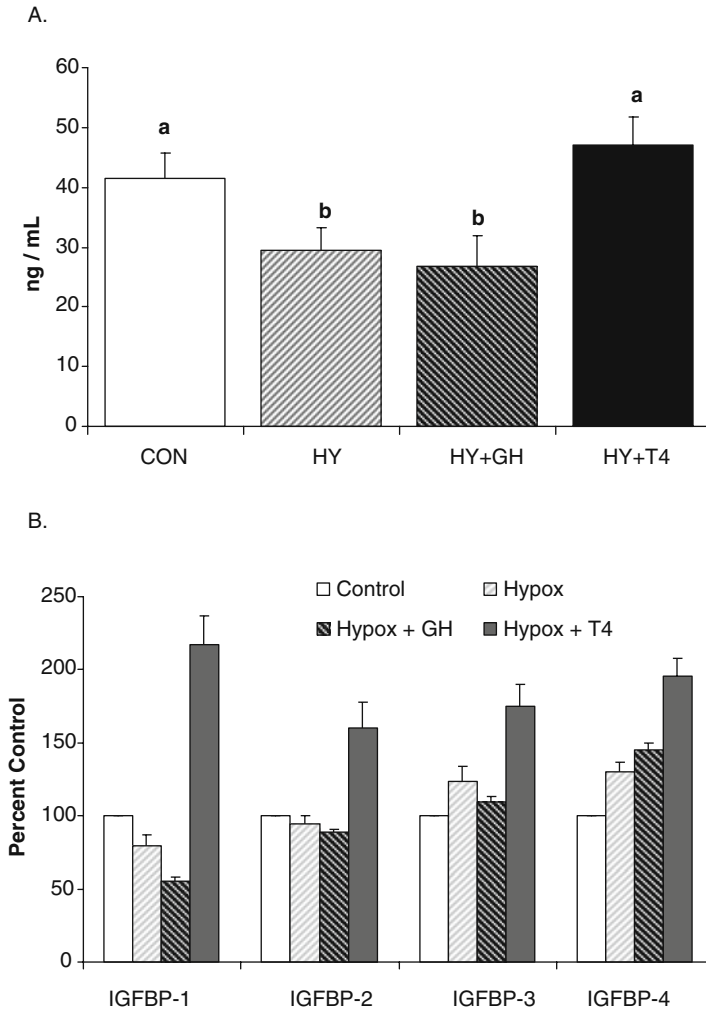 A.
60
50
40
30
20
10
0
ng / mL
a
b
b
a
CON HY HY+GH HY+T4
B.
250
200
150
100
50
0
Percent Control
Control Hypox
Hypox + GH Hypox + T4
IGFBP-1 IGFBP-2 IGFBP-3 IGFBP-4